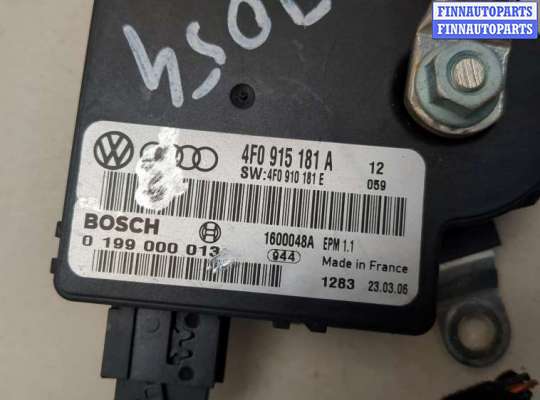 FINNAUTOPARTS
FINNAUTOPARTS
4F0 915 181 A 12
SW:4F0 910 181 E 059
BOSCH 1600048A EPM 1.1
0 199 000 013 944 Made in France
1283 23.03.06